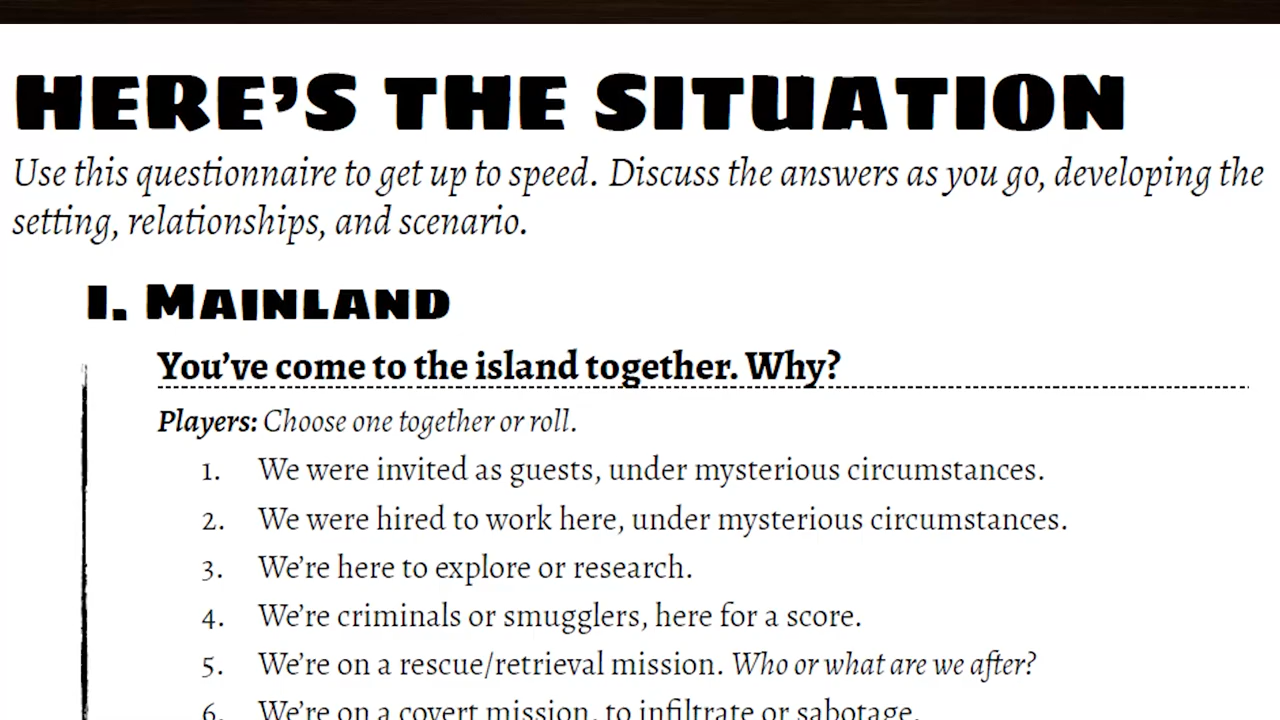 HERE’S THE SITUATION
Use this questionnaire to get up to speed. Discuss the answers as you go, developing the
setting, relationships, and scenario.
I. MAINLAND
You’ve come to the island together. Why?
Players: Choose one together or roll.
1. We were invited as guests, under mysterious circumstances.
2. We were hired to work here, under mysterious circumstances.
3. We’re here to explore or research.
4. We’re criminals or smugglers, here for a score.
5. We’re on a rescue/retrieval mission. Who or what are we after?
6. We’re on a covert mission, to infiltrate or sabotage.